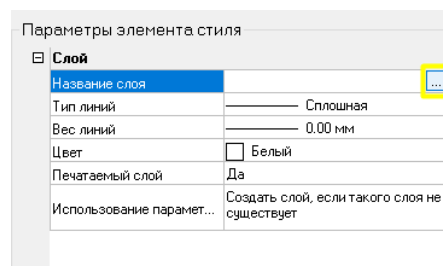 Параметры элемента стиля
Слой
Название слоя ...
Тип линий Сплошная
Вес линий 0.00 мм
Цвет Белый
Печатаемый слой Да
Использование парамет... Создать слой, если такого слоя не
существует